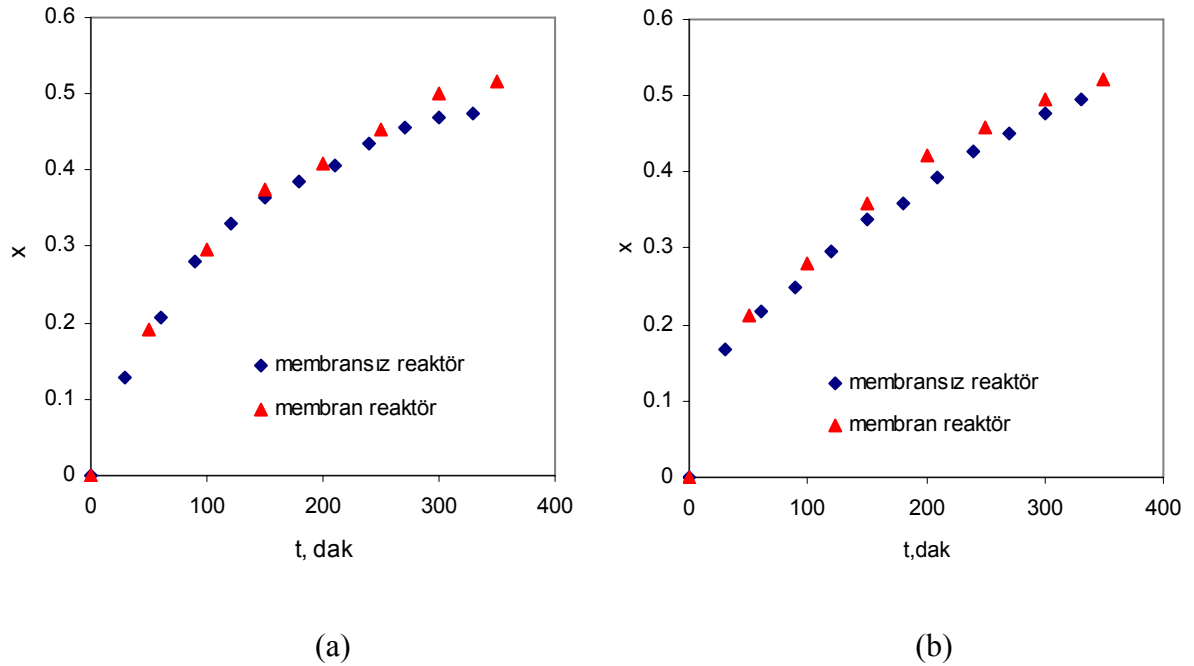 0.6
0.5
0.4
0.3
0.2
0.1
0
x
membransız reaktör
membran reaktör
0 100 200 300 400
t, dak
(a)
0.6
0.5
0.4
0.3
0.2
0.1
0
x
membransız reaktör
membran reaktör
0 100 200 300 400
t,dak
(b)